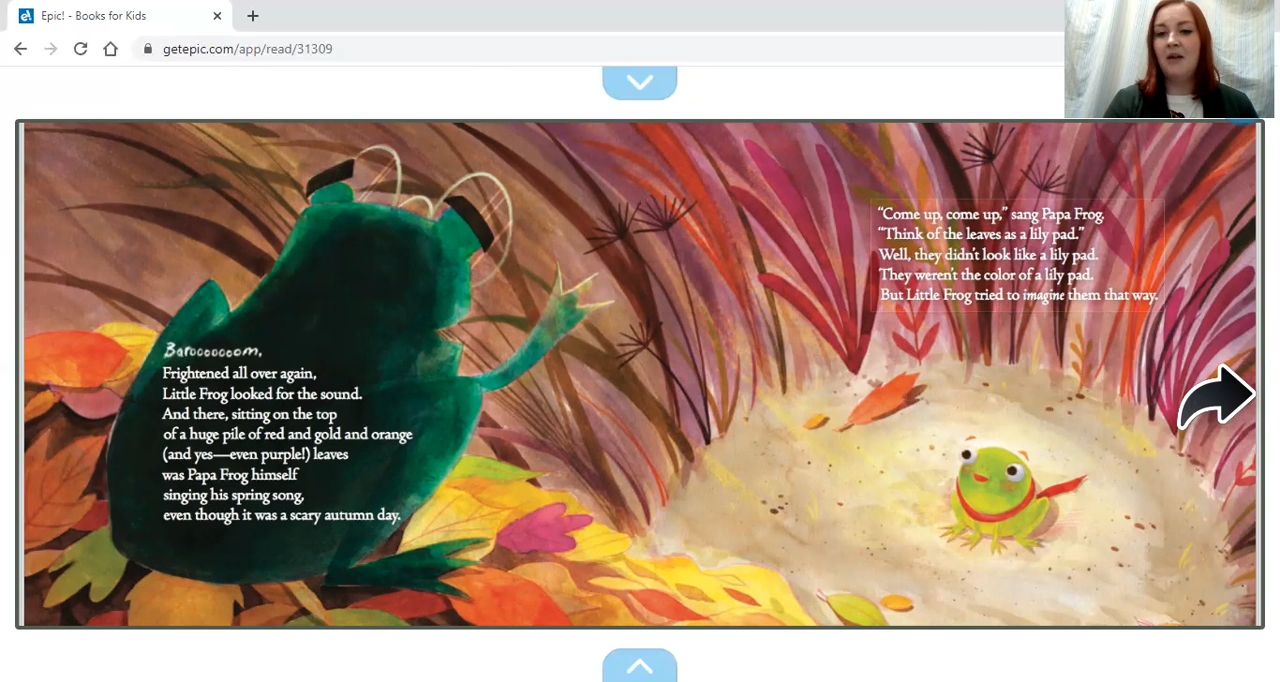 Epic! - Books for Kids
getepic.com/app/read/31309
Barooooooom.
Frightened all over again,
Little Frog looked for the sound.
And there, sitting on the top
of a huge pile of red and gold and orange
(and yes—even purple!) leaves
was Papa Frog himself
singing his spring song,
even though it was a scary autumn day.
“Come up, come up,” sang Papa Frog.
“Think of the leaves as a lily pad.”
Well, they didn’t look like a lily pad.
They weren’t the color of a lily pad.
But Little Frog tried to imagine them that way.